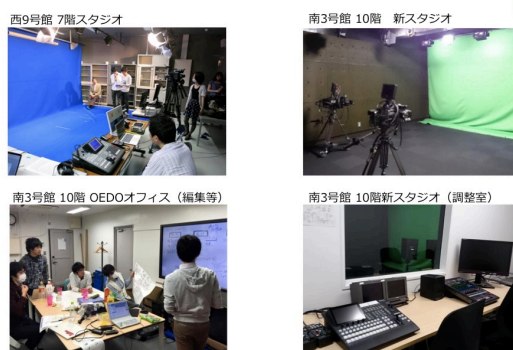 西9号館 7階スタジオ
南3号館 10階　新スタジオ
南3号館 10階 OEDOオフィス（編集等）
南3号館 10階新スタジオ（調整室）